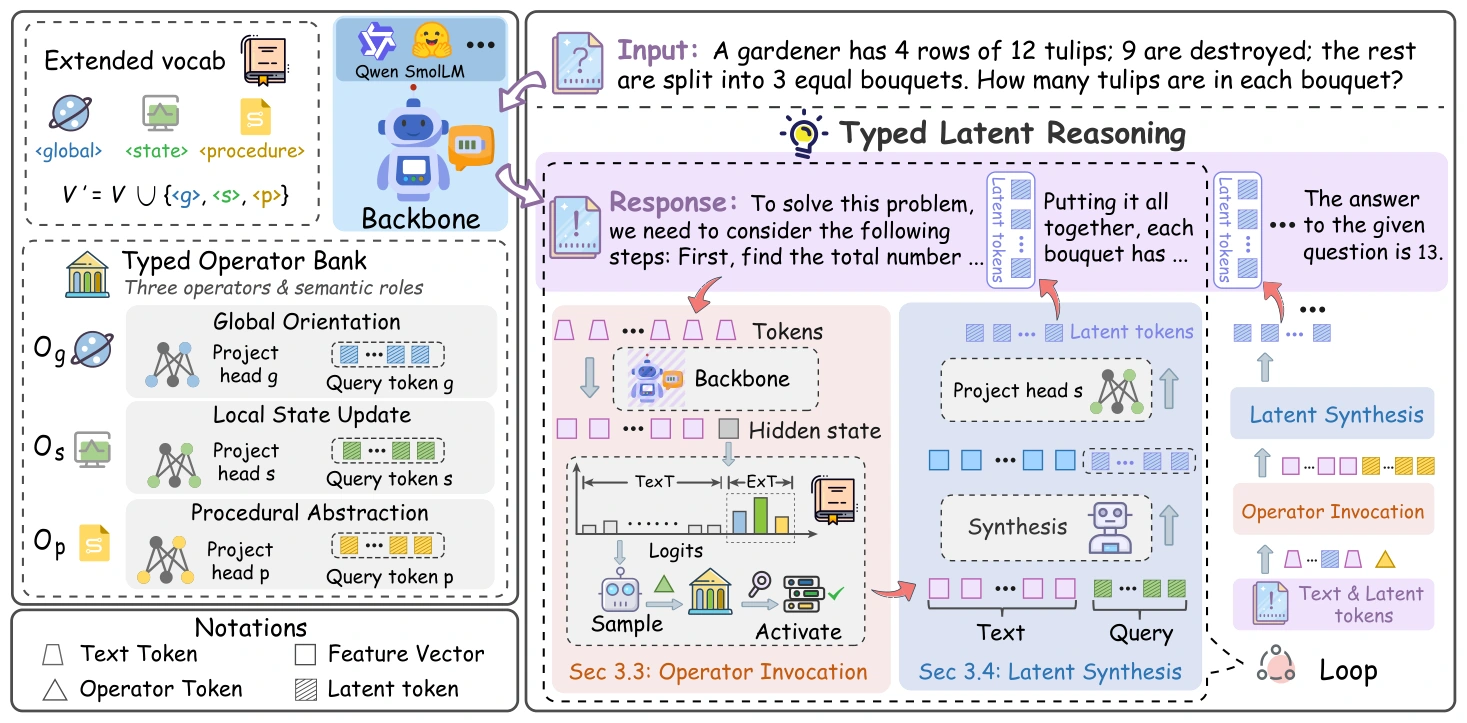 Extended vocab
<global> <state> <procedure>
V' = V ∪ {<g>, <s>, <p>}
Qwen SmolLM
Backbone
Typed Operator Bank
Three operators & semantic roles
Global Orientation
O g
Project
head g
Query token g
Local State Update
O s
Project
head s
Query token s
Procedural Abstraction
O p
Project
head p
Query token p
Notations
Text Token
Feature Vector
Operator Token
Latent token
Input: A gardener has 4 rows of 12 tulips; 9 are destroyed; the rest
are split into 3 equal bouquets. How many tulips are in each bouquet?
Typed Latent Reasoning
Response: To solve this problem,
we need to consider the following
steps: First, find the total number ...
Latent tokens
Putting it all
together, each
bouquet has ...
Latent tokens
...
The answer
to the given
question is 13.
Tokens
Backbone
Hidden state
TexT
ExT
Logits
Sample
Activate
Sec 3.3: Operator Invocation
Latent tokens
Project head s
Synthesis
Text
Query
Sec 3.4: Latent Synthesis
...
Latent Synthesis
Operator Invocation
Text & Latent
tokens
Loop